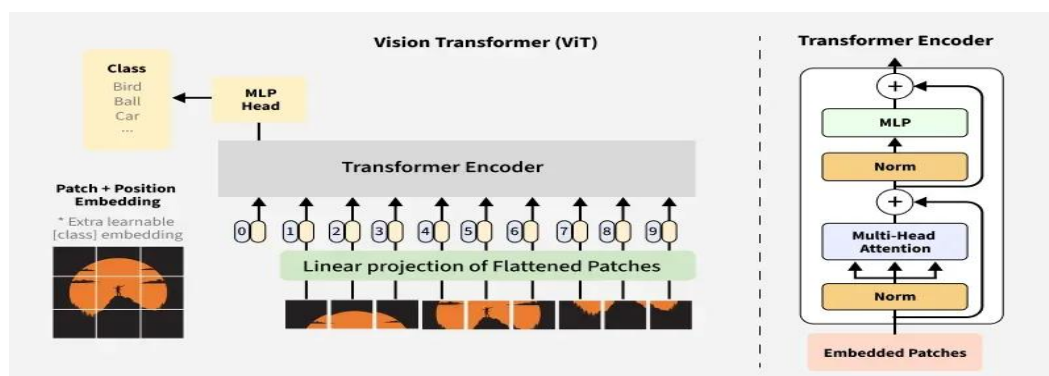 Vision Transformer (ViT)
Class
Bird
Ball
Car
...
MLP
Head
Transformer Encoder
Patch + Position
Embedding
* Extra learnable
[class] embedding
0 1 2 3 4 5 6 7 8 9
Linear projection of Flattened Patches
Transformer Encoder
+
MLP
Norm
+
Multi-Head
Attention
Norm
Embedded Patches